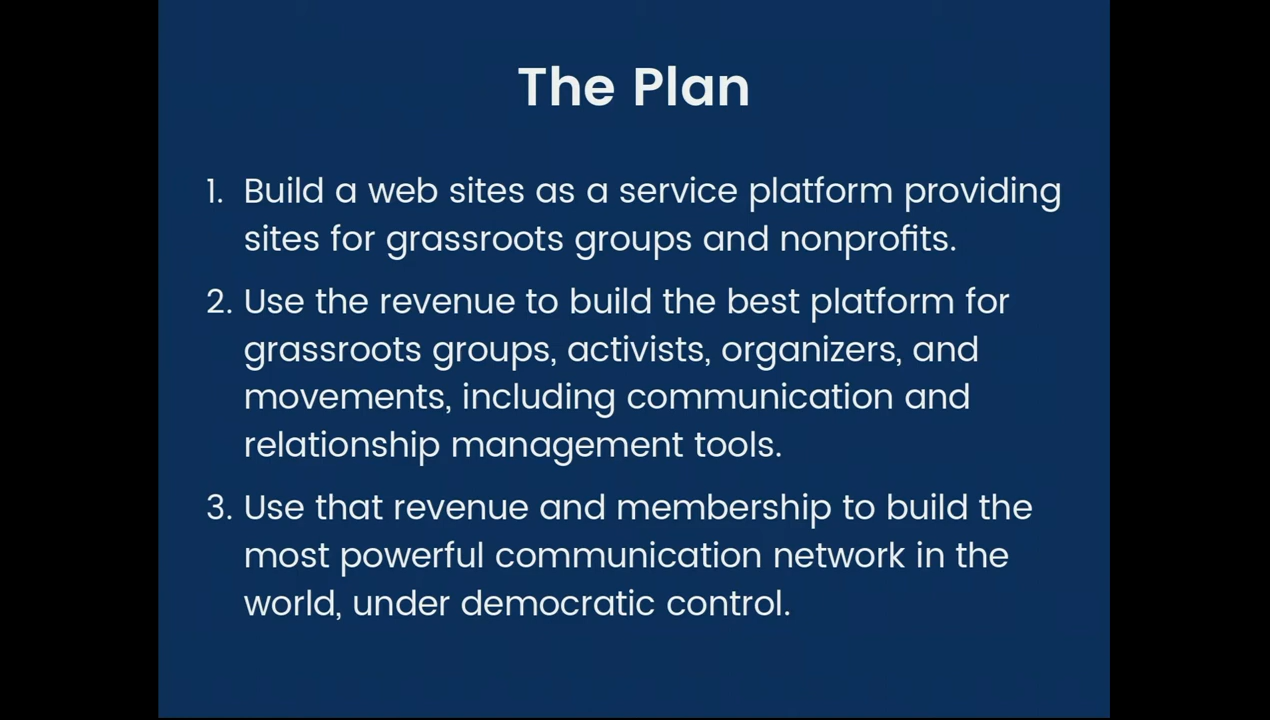 The Plan
1. Build a web sites as a service platform providing
sites for grassroots groups and nonprofits.
2. Use the revenue to build the best platform for
grassroots groups, activists, organizers, and
movements, including communication and
relationship management tools.
3. Use that revenue and membership to build the
most powerful communication network in the
world, under democratic control.